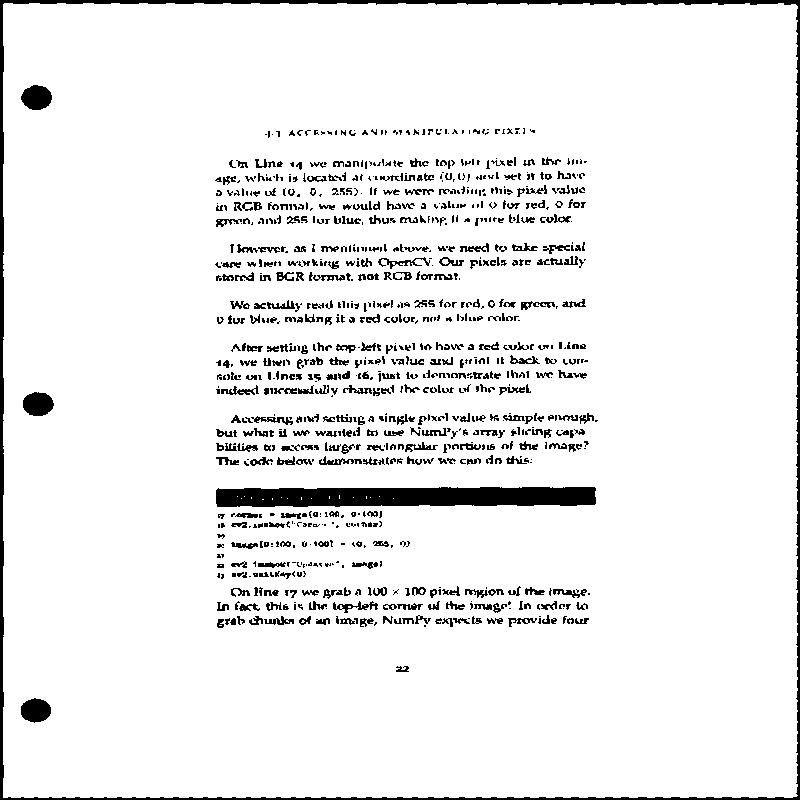 4.1 ACCESSING AND MANIPULATING PIXELS
On Line 14 we manipulate the top-left pixel in the im-
age, which is located at coordinate (0,0) and set it to have
a value of (0, 0, 255). If we were reading this pixel value
in RGB format, we would have a value of 0 for red, 0 for
green, and 255 for blue, thus making it a pure blue color.
However, as I mentioned above, we need to take special
care when working with OpenCV. Our pixels are actually
stored in BGR format, not RGB format.
We actually read this pixel as 255 for red, 0 for green, and
0 for blue, making it a red color, not a blue color.
After setting the top-left pixel to have a red color on Line
14, we then grab the pixel value and print it back to con-
sole on Lines 15 and 16, just to demonstrate that we have
indeed successfully changed the color of the pixel.
Accessing and setting a single pixel value is simple enough,
but what if we wanted to use NumPy's array slicing capa
bilities to access larger rectangular portions of the image?
The code below demonstrates how we can do this:
17 corner = image[0:100, 0:100]
18 cv2.imshow("Corner", corner)
19
20 image[0:100, 0:100] = (0, 255, 0)
21
22 cv2.imshow("Updated", image)
23 cv2.waitKey(0)
On line 17 we grab a 100 × 100 pixel region of the image.
In fact, this is the top-left corner of the image! In order to
grab chunks of an image, NumPy expects we provide four
22